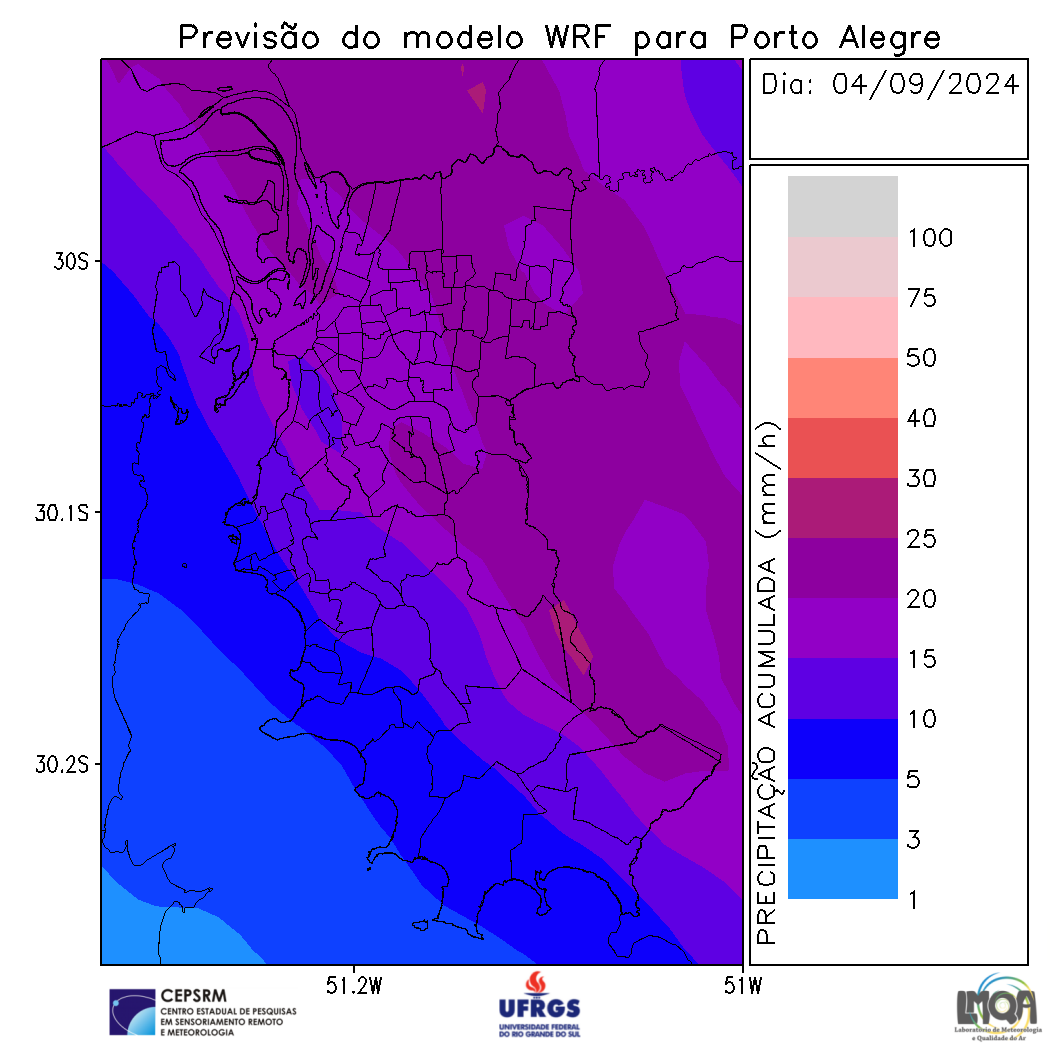 Previsão do modelo WRF para Porto Alegre
Dia: 04/09/2024
30S
30.1S
30.2S
51.2W
51W
PRECIPITAÇÃO ACUMULADA (mm/h)
100
75
50
40
30
25
20
15
10
5
3
1
CEPSRM
CENTRO ESTADUAL DE PESQUISAS
EM SENSORIAMENTO REMOTO
E METEOROLOGIA
UFRGS
UNIVERSIDADE FEDERAL
DO RIO GRANDE DO SUL
LMQA
Laboratório de Meteorologia
e Qualidade do Ar